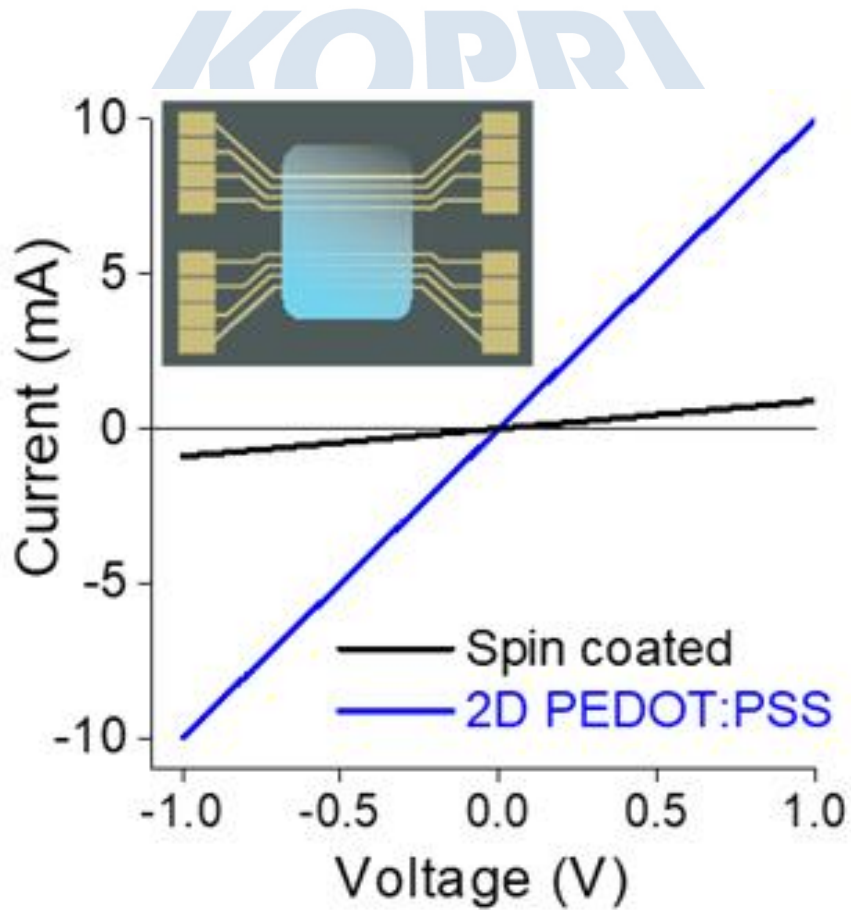 KOPRI
10
5
0
-5
-10
Current (mA)
Spin coated
2D PEDOT:PSS
-1.0 -0.5 0.0 0.5 1.0
Voltage (V)